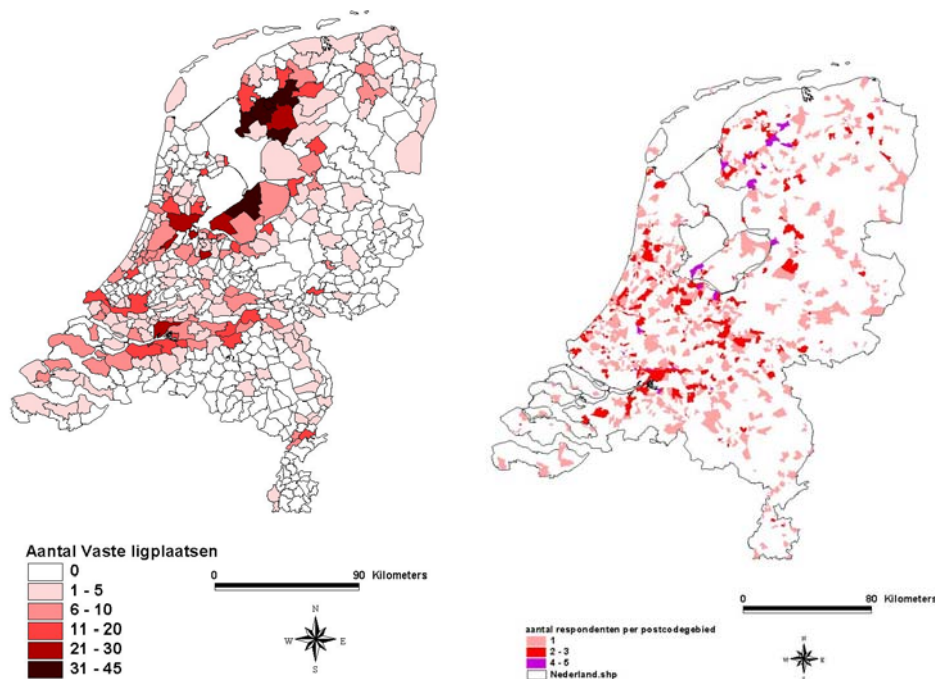 Aantal Vaste ligplaatsen
0
1 - 5
6 - 10
11 - 20
21 - 30
31 - 45
0 90 Kilometers
N
W E
S
0 80 Kilometers
aantal respondenten per postcodegebied
1
2 - 3
4 - 5
Nederland.shp
N
W E